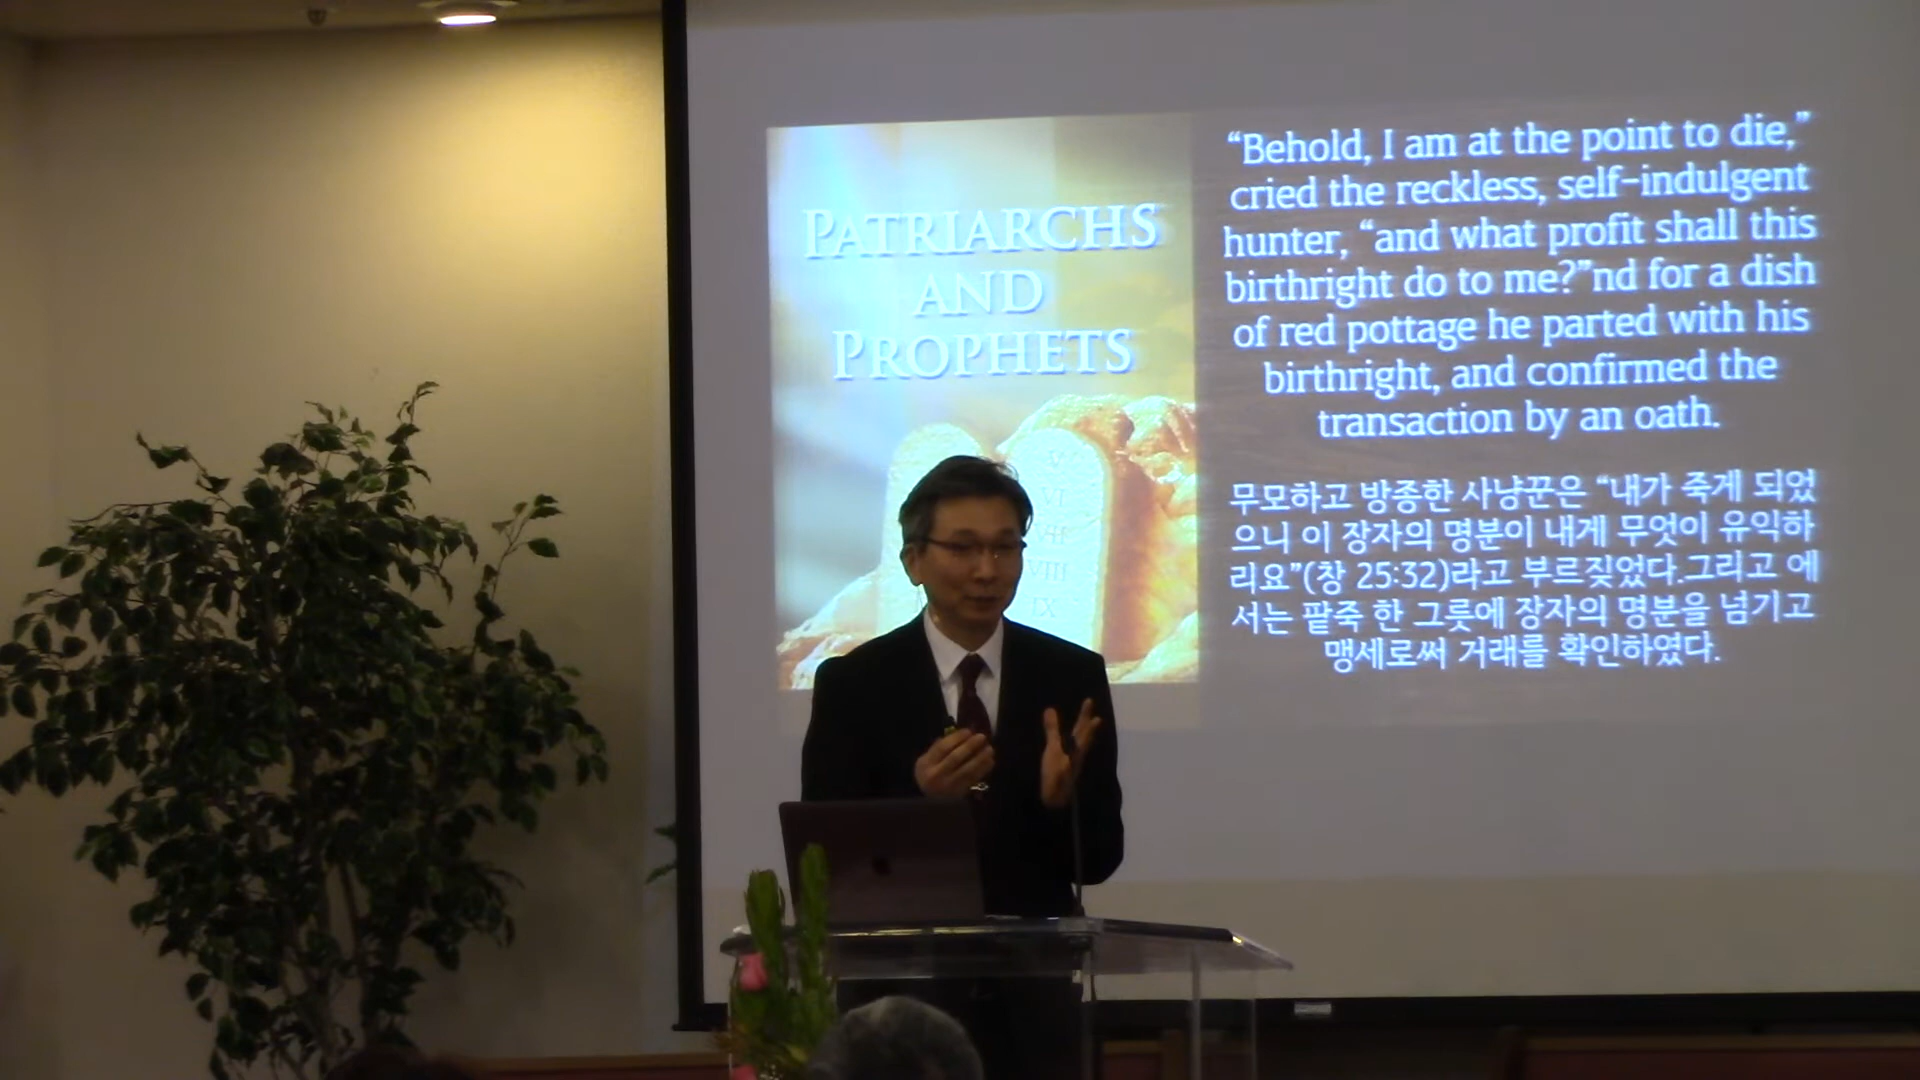 PATRIARCHS
AND
PROPHETS
VI
VII
VIII
IX
“Behold, I am at the point to die,”
cried the reckless, self-indulgent
hunter, “and what profit shall this
birthright do to me?”nd for a dish
of red pottage he parted with his
birthright, and confirmed the
transaction by an oath.
무모하고 방종한 사냥꾼은 “내가 죽게 되었
으니 이 장자의 명분이 내게 무엇이 유익하
리요”(창 25:32)라고 부르짖었다.그리고 에
서는 팥죽 한 그릇에 장자의 명분을 넘기고
맹세로써 거래를 확인하였다.